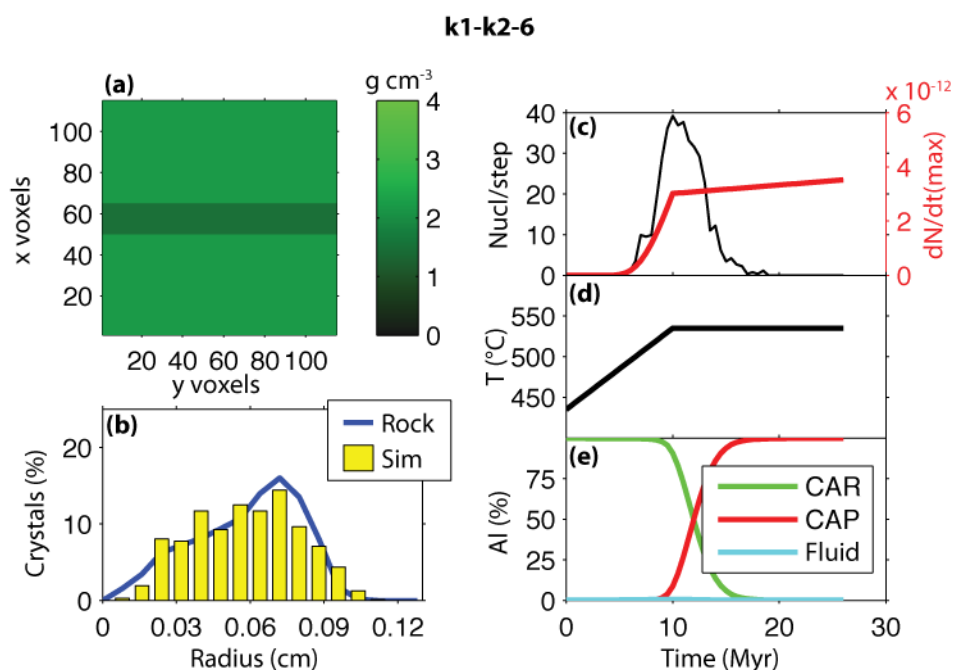 k1-k2-6
(a)
g cm-3
4
3
2
1
0
x voxels
100
80
60
40
20
20 40 60 80 100
y voxels
(b)
Rock
Sim
Crystals (%)
20
10
0
0 0.03 0.06 0.09 0.12
Radius (cm)
(c)
x 10-12
Nucl/step
40
30
20
10
0
6
4
2
0
dN/dt(max)
(d)
T (°C)
550
500
450
(e)
Al (%)
75
50
25
0
CAR
CAP
Fluid
0 10 20 30
Time (Myr)